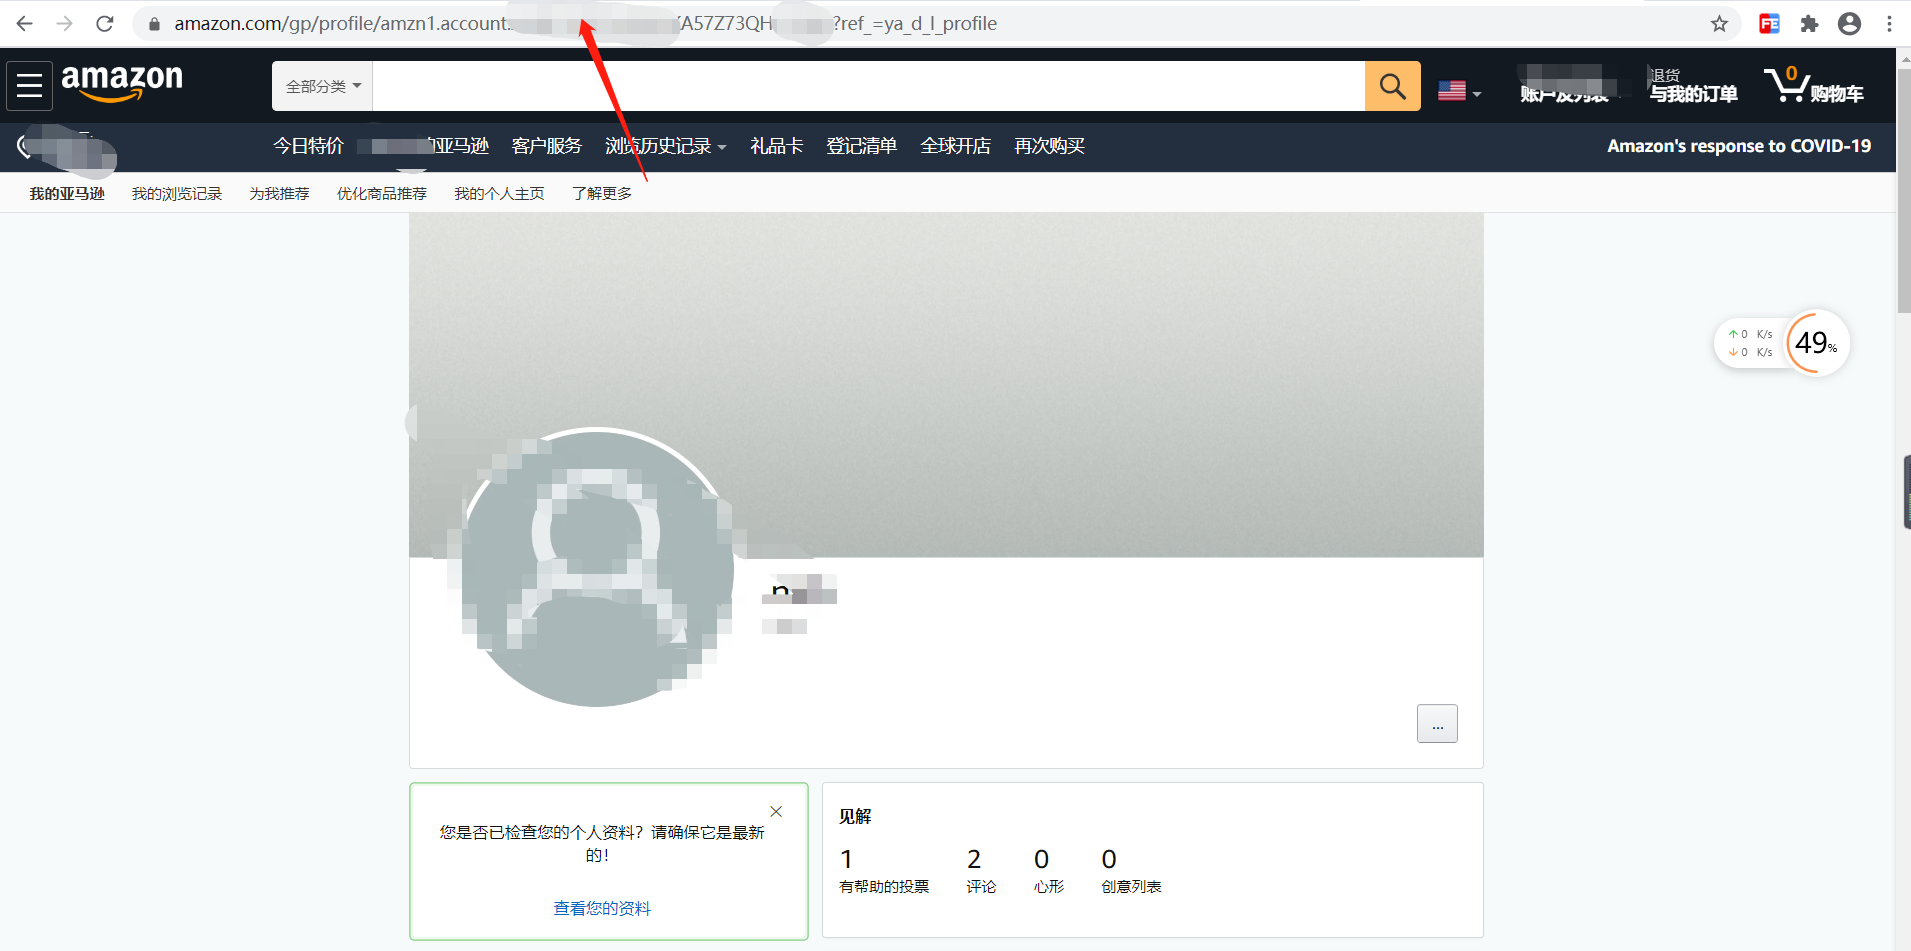 amazon.com/gp/profile/amzn1.account. A57Z73QH ?ref_=ya_d_l_profile
amazon
全部分类
退货
账户及列表
与我的订单
0
购物车
今日特价
的亚马逊
客户服务
浏览历史记录
礼品卡
登记清单
全球开店
再次购买
Amazon's response to COVID-19
我的亚马逊
我的浏览记录
为我推荐
优化商品推荐
我的个人主页
了解更多
↑ 0 K/s
↓ 0 K/s
49%
n
...
您是否已检查您的个人资料？请确保它是最新
的！
查看您的资料
见解
1
2
0
0
有帮助的投票
评论
心形
创意列表